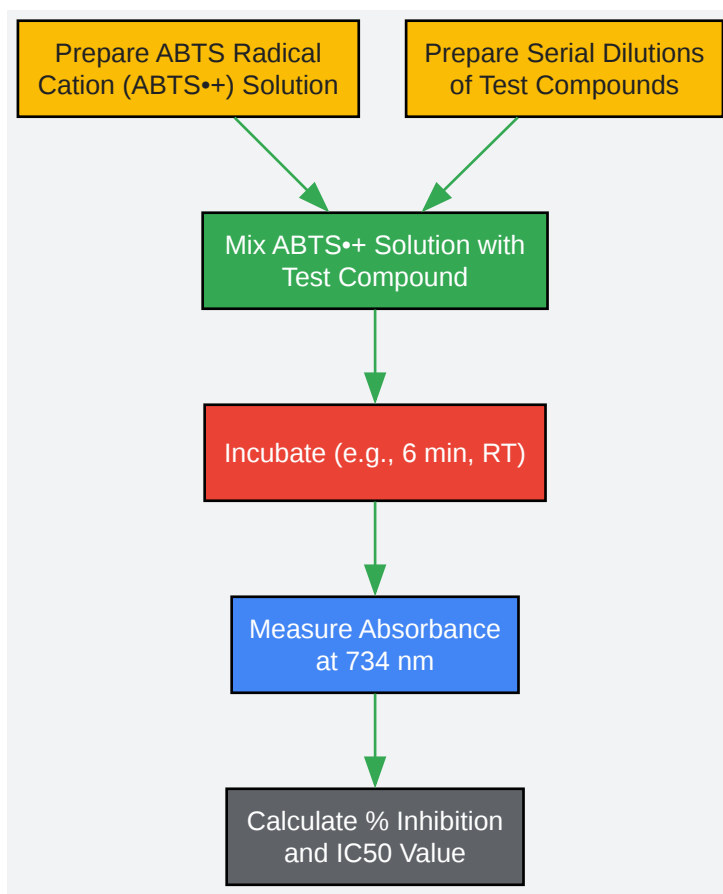 Prepare ABTS Radical
Cation (ABTS•+) Solution
Prepare Serial Dilutions
of Test Compounds
Mix ABTS•+ Solution with
Test Compound
Incubate (e.g., 6 min, RT)
Measure Absorbance
at 734 nm
Calculate % Inhibition
and IC50 Value